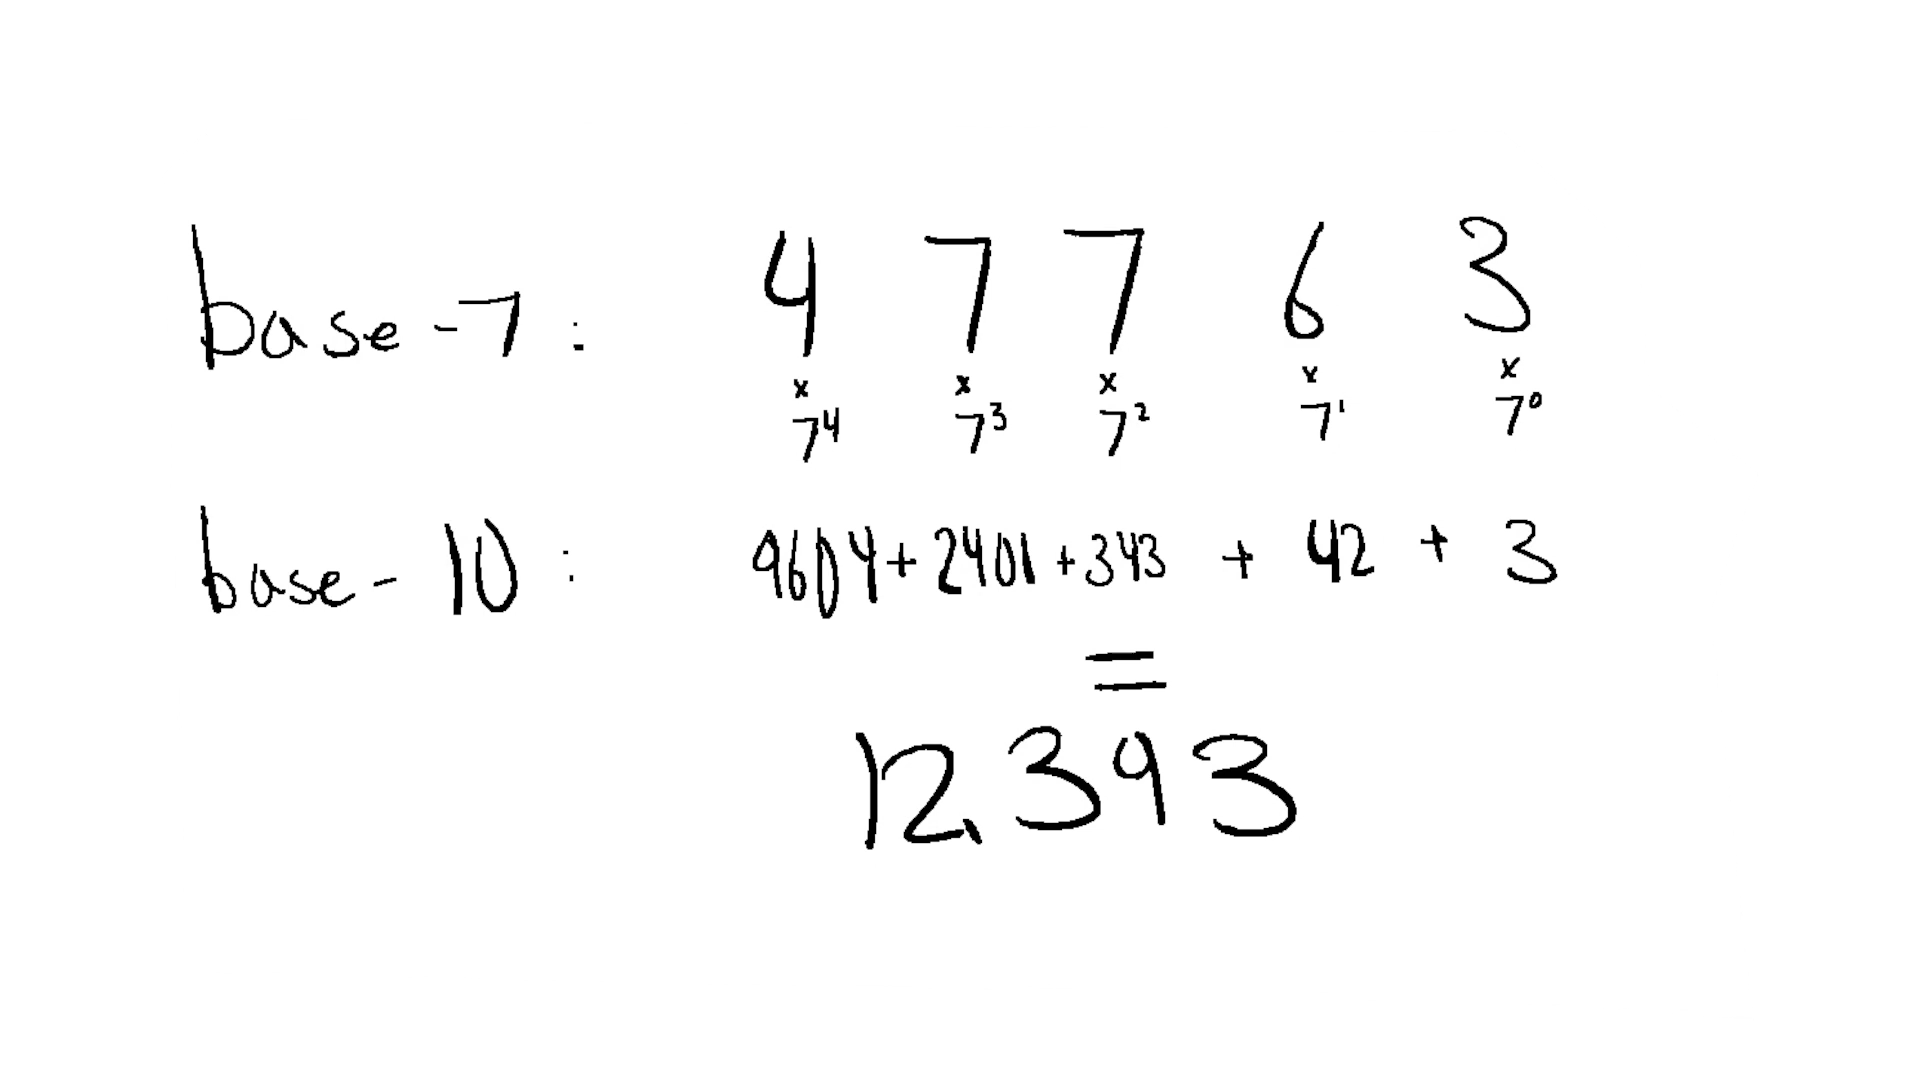 base-7: 4 7 7 6 3
x x x x x
7⁴ 7³ 7² 7¹ 7⁰
base-10: 9604 + 2401 + 343 + 42 + 3
=
12,393